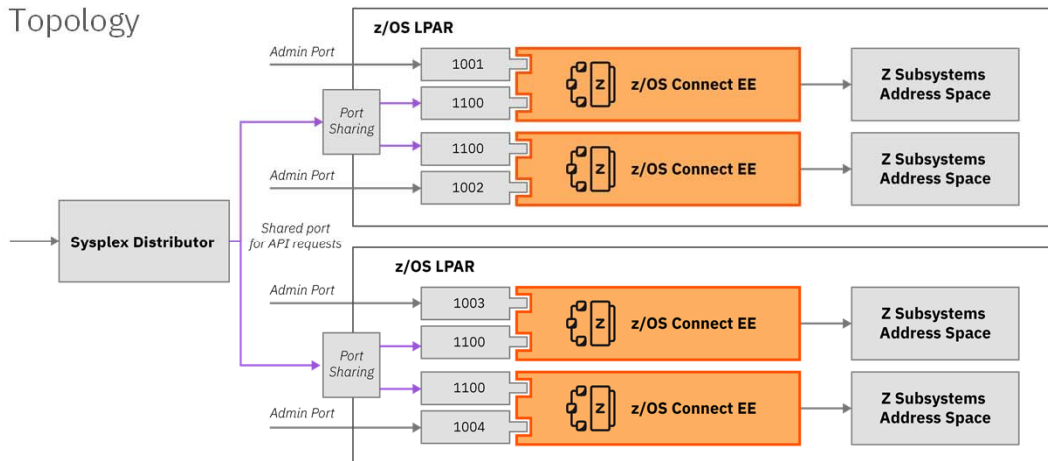 Topology
z/OS LPAR
Admin Port
1001
z/OS Connect EE
Z Subsystems
Address Space
Port
Sharing
1100
1100
z/OS Connect EE
Z Subsystems
Address Space
Admin Port
1002
Sysplex Distributor
Shared port
for API requests
z/OS LPAR
Admin Port
1003
z/OS Connect EE
Z Subsystems
Address Space
Port
Sharing
1100
1100
z/OS Connect EE
Z Subsystems
Address Space
Admin Port
1004
Z
Z
Z
Z